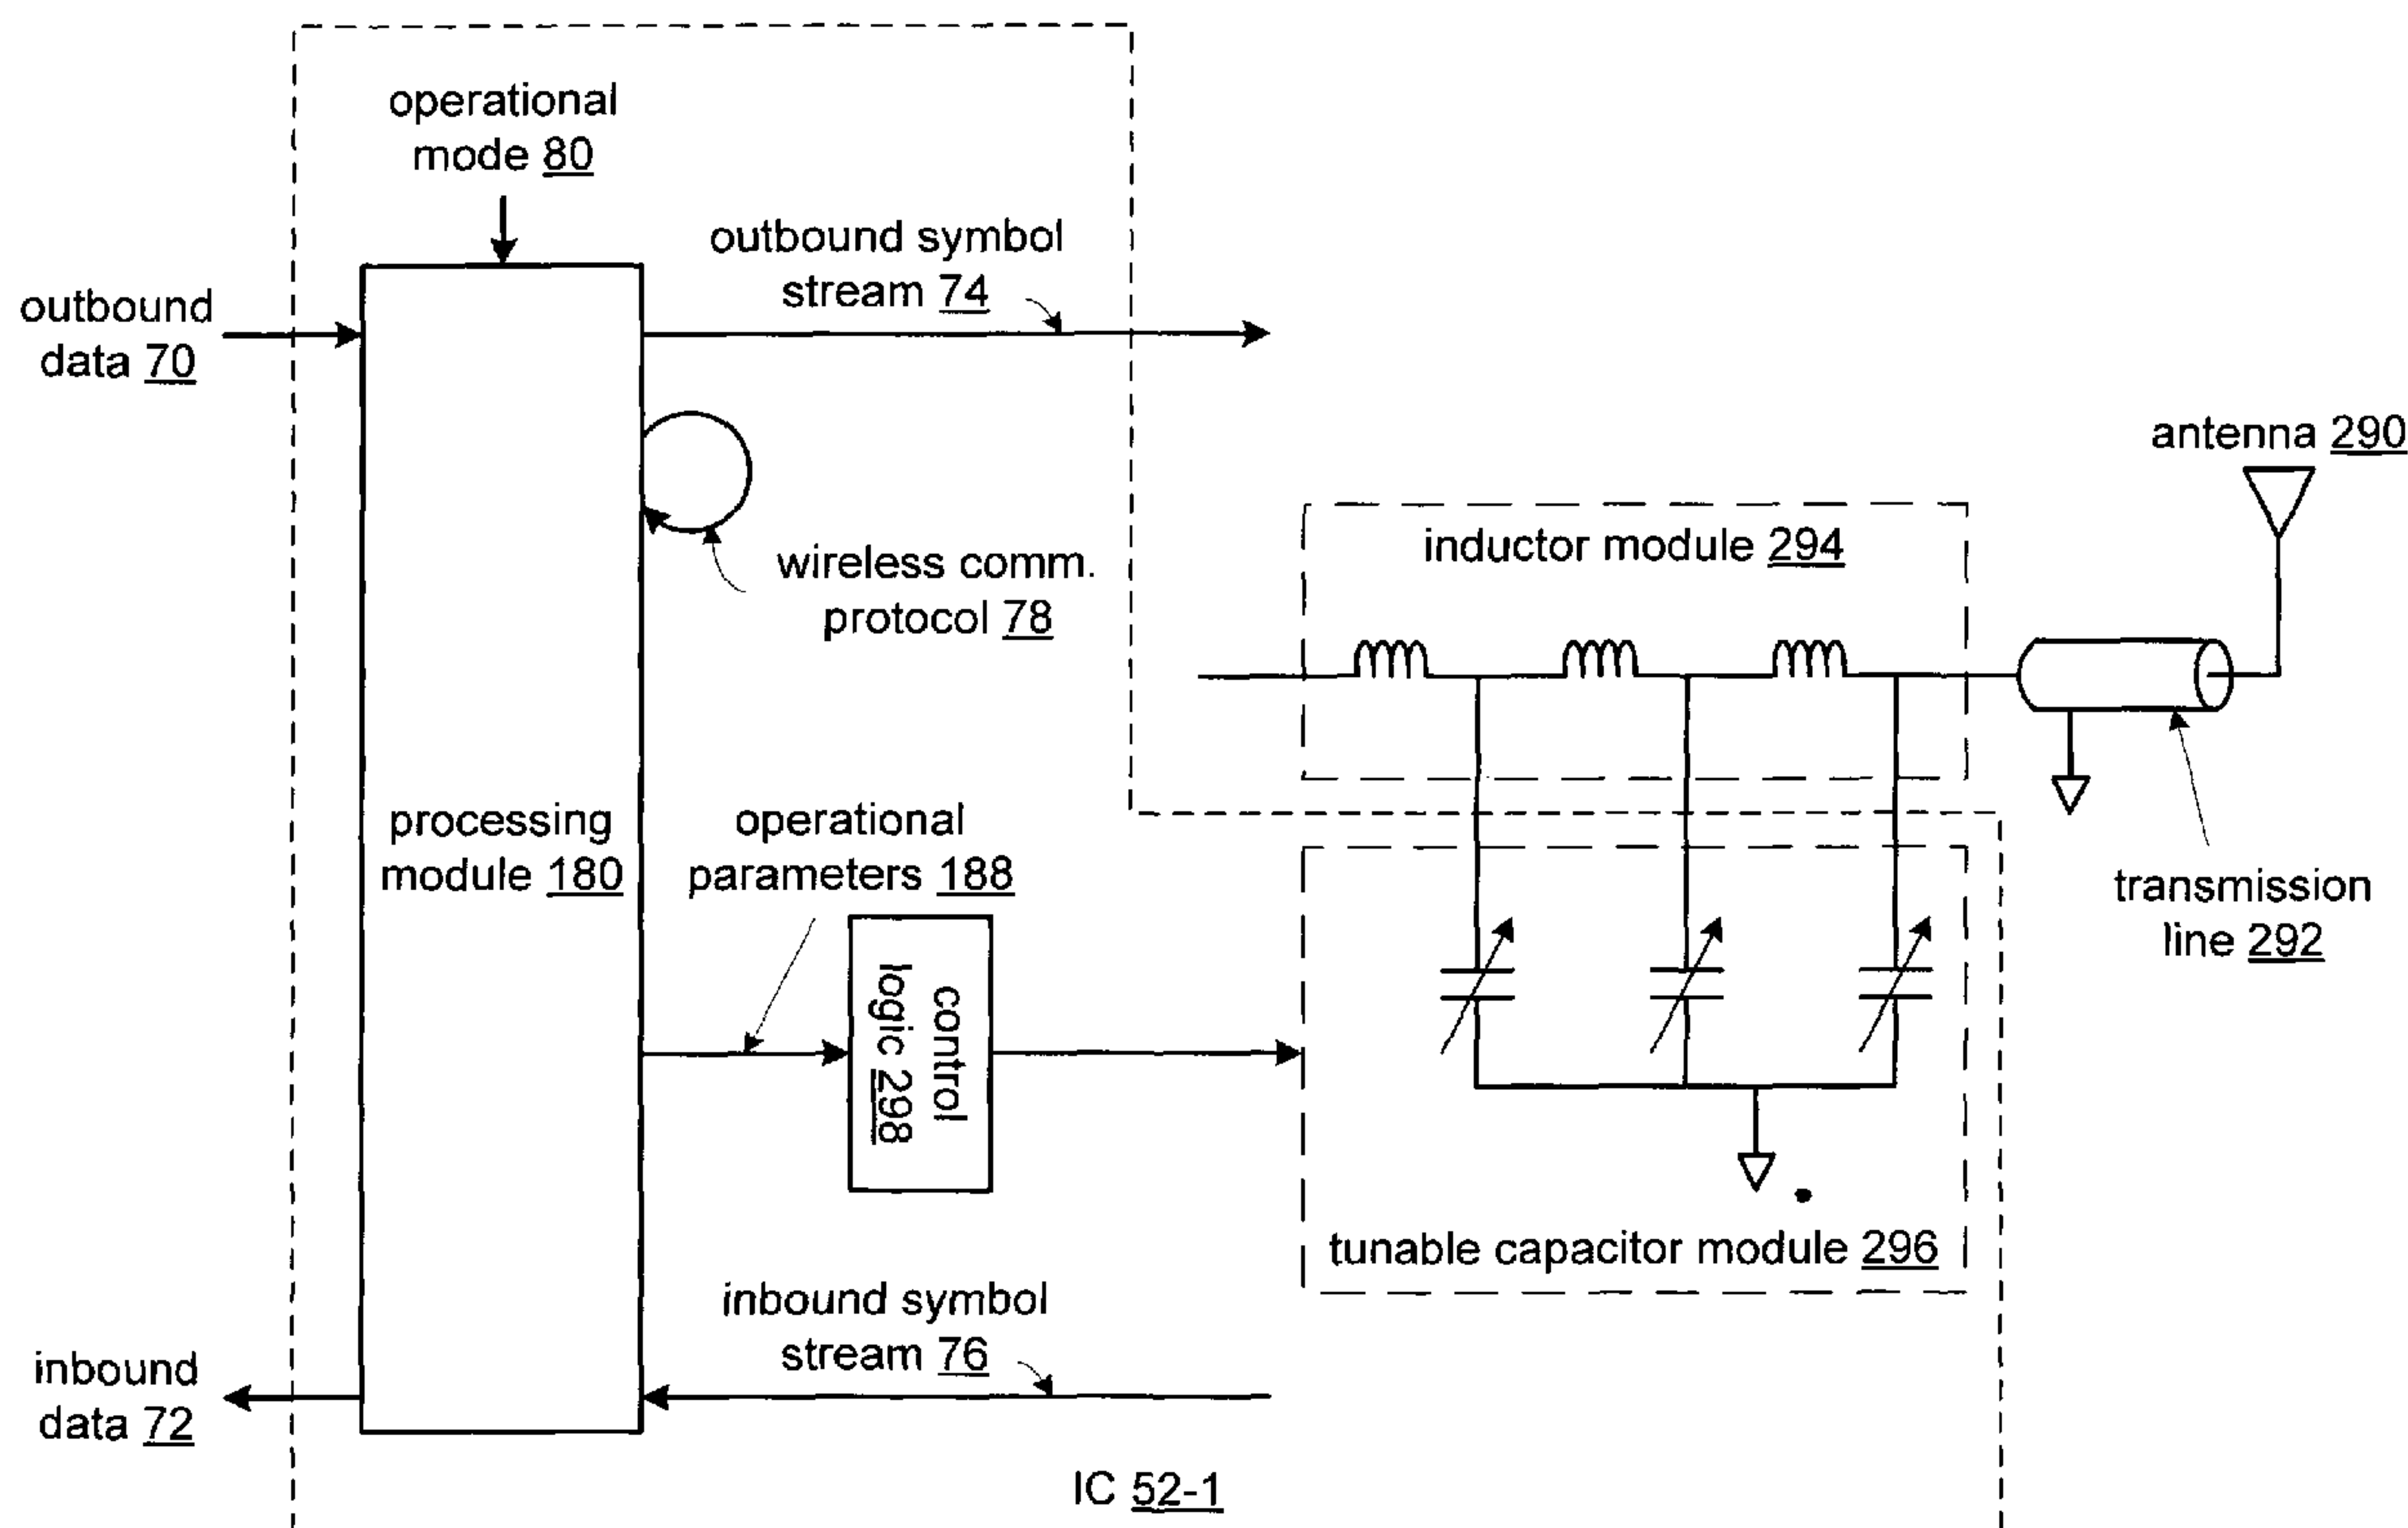 operational
mode 80
outbound
data 70
outbound symbol
stream 74
wireless comm.
protocol 78
antenna 290
inductor module 294
transmission
line 292
processing
module 180
operational
parameters 188
control
logic 298
tunable capacitor module 296
inbound symbol
stream 76
inbound
data 72
IC 52-1